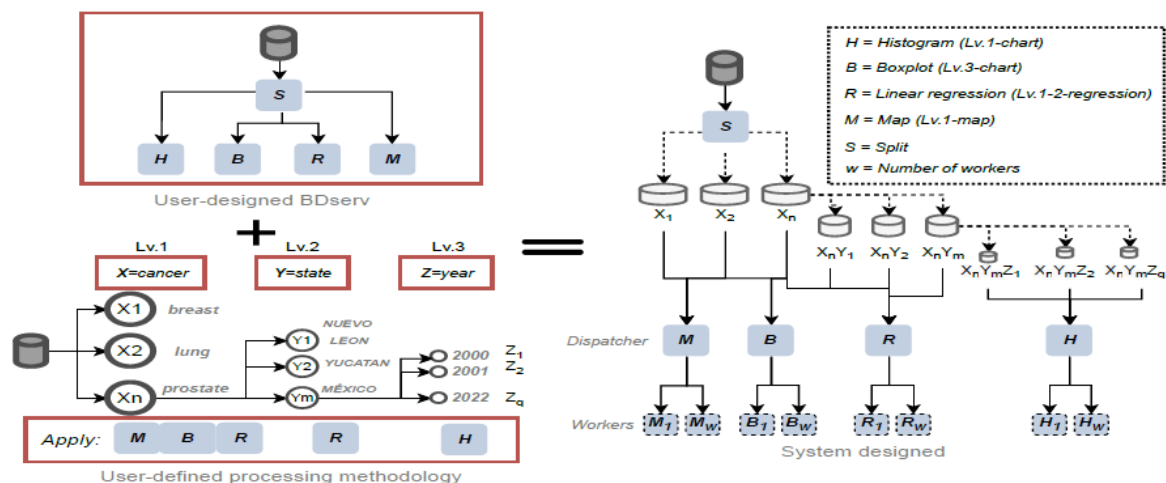 S
H B R M
User-designed BDserv
+
Lv.1 Lv.2 Lv.3
X=cancer Y=state Z=year
X1 breast
X2 lung
Xn prostate
Y1 NUEVO LEON
Y2 YUCATAN
Ym MÉXICO
2000 Z1
2001 Z2
2022 Zq
Apply: M B R R H
User-defined processing methodology
=
H = Histogram (Lv.1-chart)
B = Boxplot (Lv.3-chart)
R = Linear regression (Lv.1-2-regression)
M = Map (Lv.1-map)
S = Split
w = Number of workers
S
X1 X2 Xn
XnY1 XnY2 XnYm
XnYmZ1 XnYmZ2 XnYmZq
Dispatcher M B R H
Workers M1 Mw B1 Bw R1 Rw H1 Hw
System designed